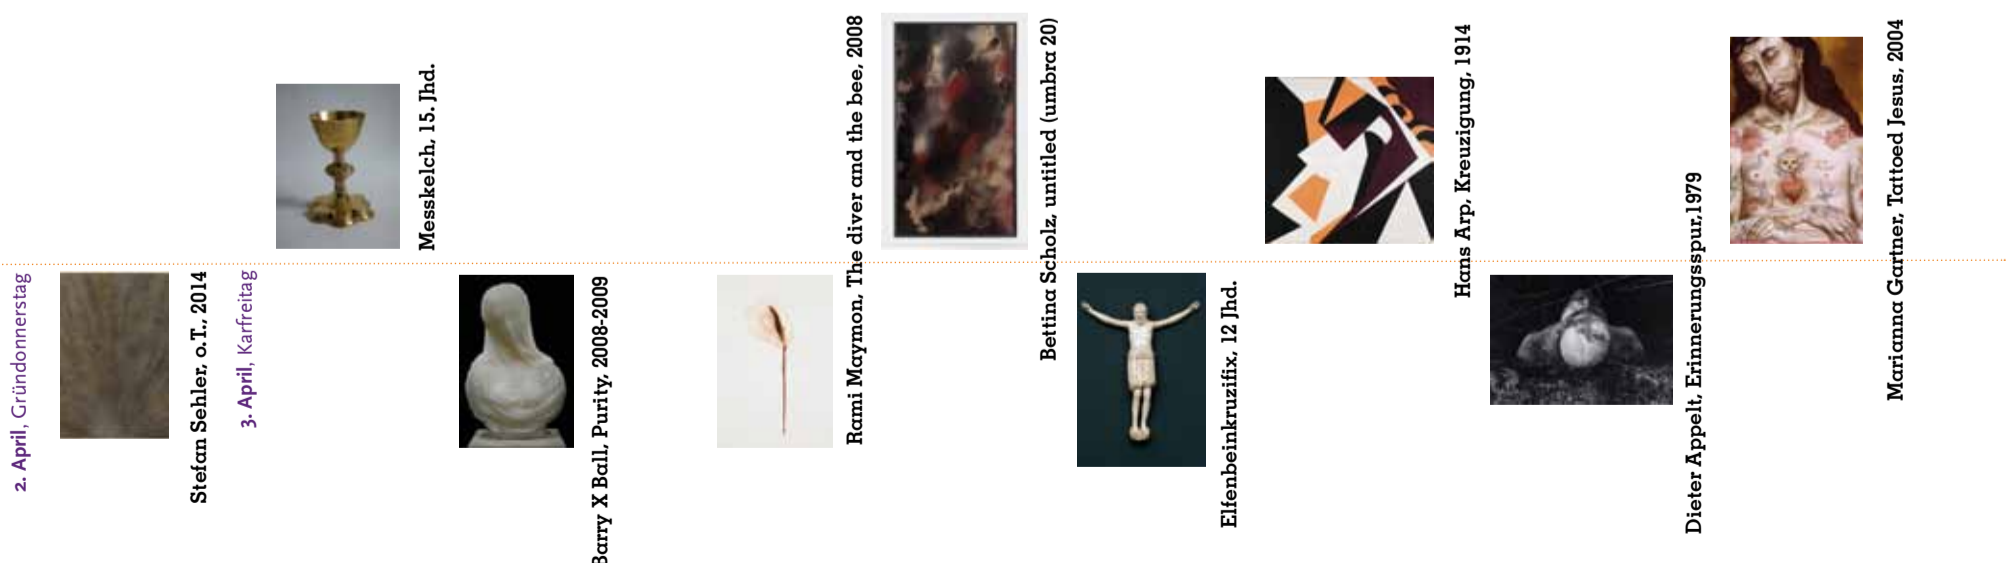 2. April, Gründonnerstag
Stefan Sehler, o.T., 2014
3. April, Karfreitag
Messkelch, 15. Jhd.
Barry X Ball, Purity, 2008-2009
Rami Maymon, The diver and the bee, 2008
Bettina Scholz, untitled (umbra 20)
Elfenbeinkruzifix, 12 Jhd.
Hans Arp, Kreuzigung, 1914
Dieter Appelt, Erinnerungsspur,1979
Marianna Gartner, Tattoed Jesus, 2004